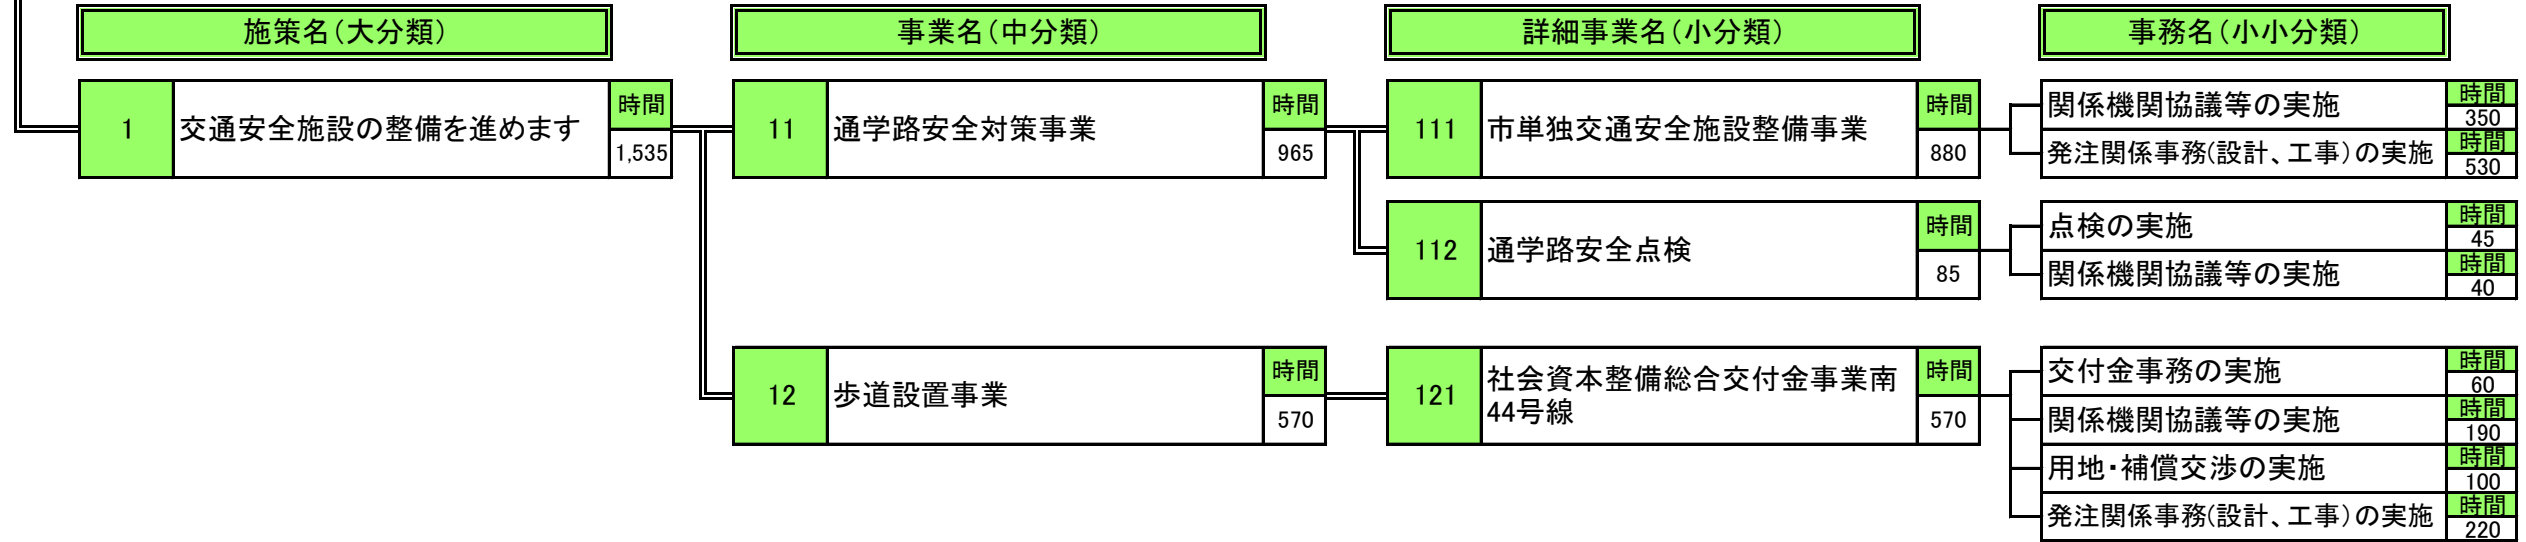 施策名(大分類)
事業名(中分類)
詳細事業名(小分類)
事務名(小小分類)
1
交通安全施設の整備を進めます
時間
1,535
11
通学路安全対策事業
時間
965
111
市単独交通安全施設整備事業
時間
880
関係機関協議等の実施
時間
350
発注関係事務(設計、工事)の実施
時間
530
112
通学路安全点検
時間
85
点検の実施
時間
45
関係機関協議等の実施
時間
40
12
歩道設置事業
時間
570
121
社会資本整備総合交付金事業南
44号線
時間
570
交付金事務の実施
時間
60
関係機関協議等の実施
時間
190
用地・補償交渉の実施
時間
100
発注関係事務(設計、工事)の実施
時間
220